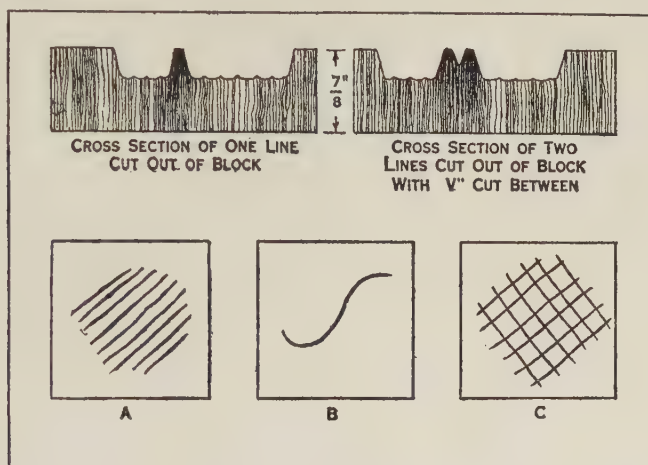 7"
8
CROSS SECTION OF ONE LINE
CUT OUT OF BLOCK
CROSS SECTION OF TWO
LINES CUT OUT OF BLOCK
WITH V" CUT BETWEEN
A
B
C